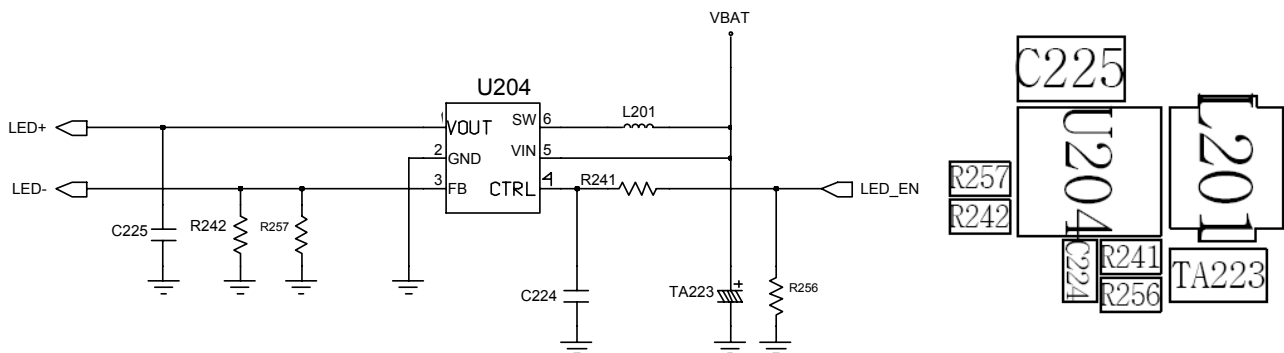 VBAT
U204
LED+
1
VOUT
SW
6
L201
2
GND
VIN
5
LED-
3
FB
CTRL
4
R241
LED_EN
C225
R242
R257
C224
TA223
+
R256
C225
U204
L201
R257
R242
C224
R241
R256
TA223